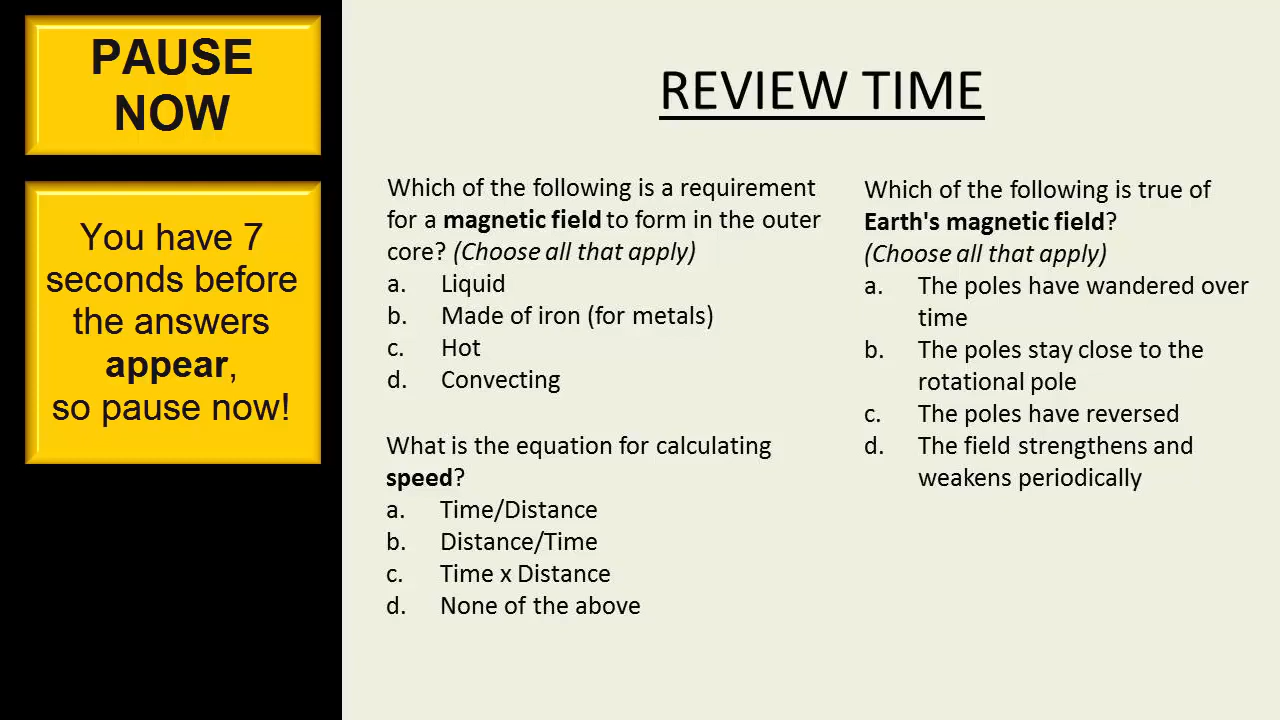 PAUSE
NOW
You have 7
seconds before
the answers
appear,
so pause now!
REVIEW TIME
Which of the following is a requirement
for a magnetic field to form in the outer
core? (Choose all that apply)
a. Liquid
b. Made of iron (for metals)
c. Hot
d. Convecting
What is the equation for calculating
speed?
a. Time/Distance
b. Distance/Time
c. Time x Distance
d. None of the above
Which of the following is true of
Earth's magnetic field?
(Choose all that apply)
a. The poles have wandered over
time
b. The poles stay close to the
rotational pole
c. The poles have reversed
d. The field strengthens and
weakens periodically